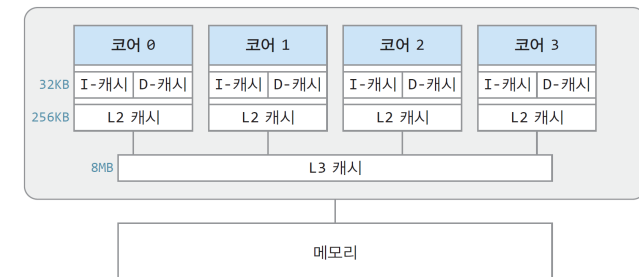 코어 0 코어 1 코어 2 코어 3
32KB I-캐시 D-캐시 I-캐시 D-캐시 I-캐시 D-캐시 I-캐시 D-캐시
256KB L2 캐시 L2 캐시 L2 캐시 L2 캐시
8MB L3 캐시
메모리